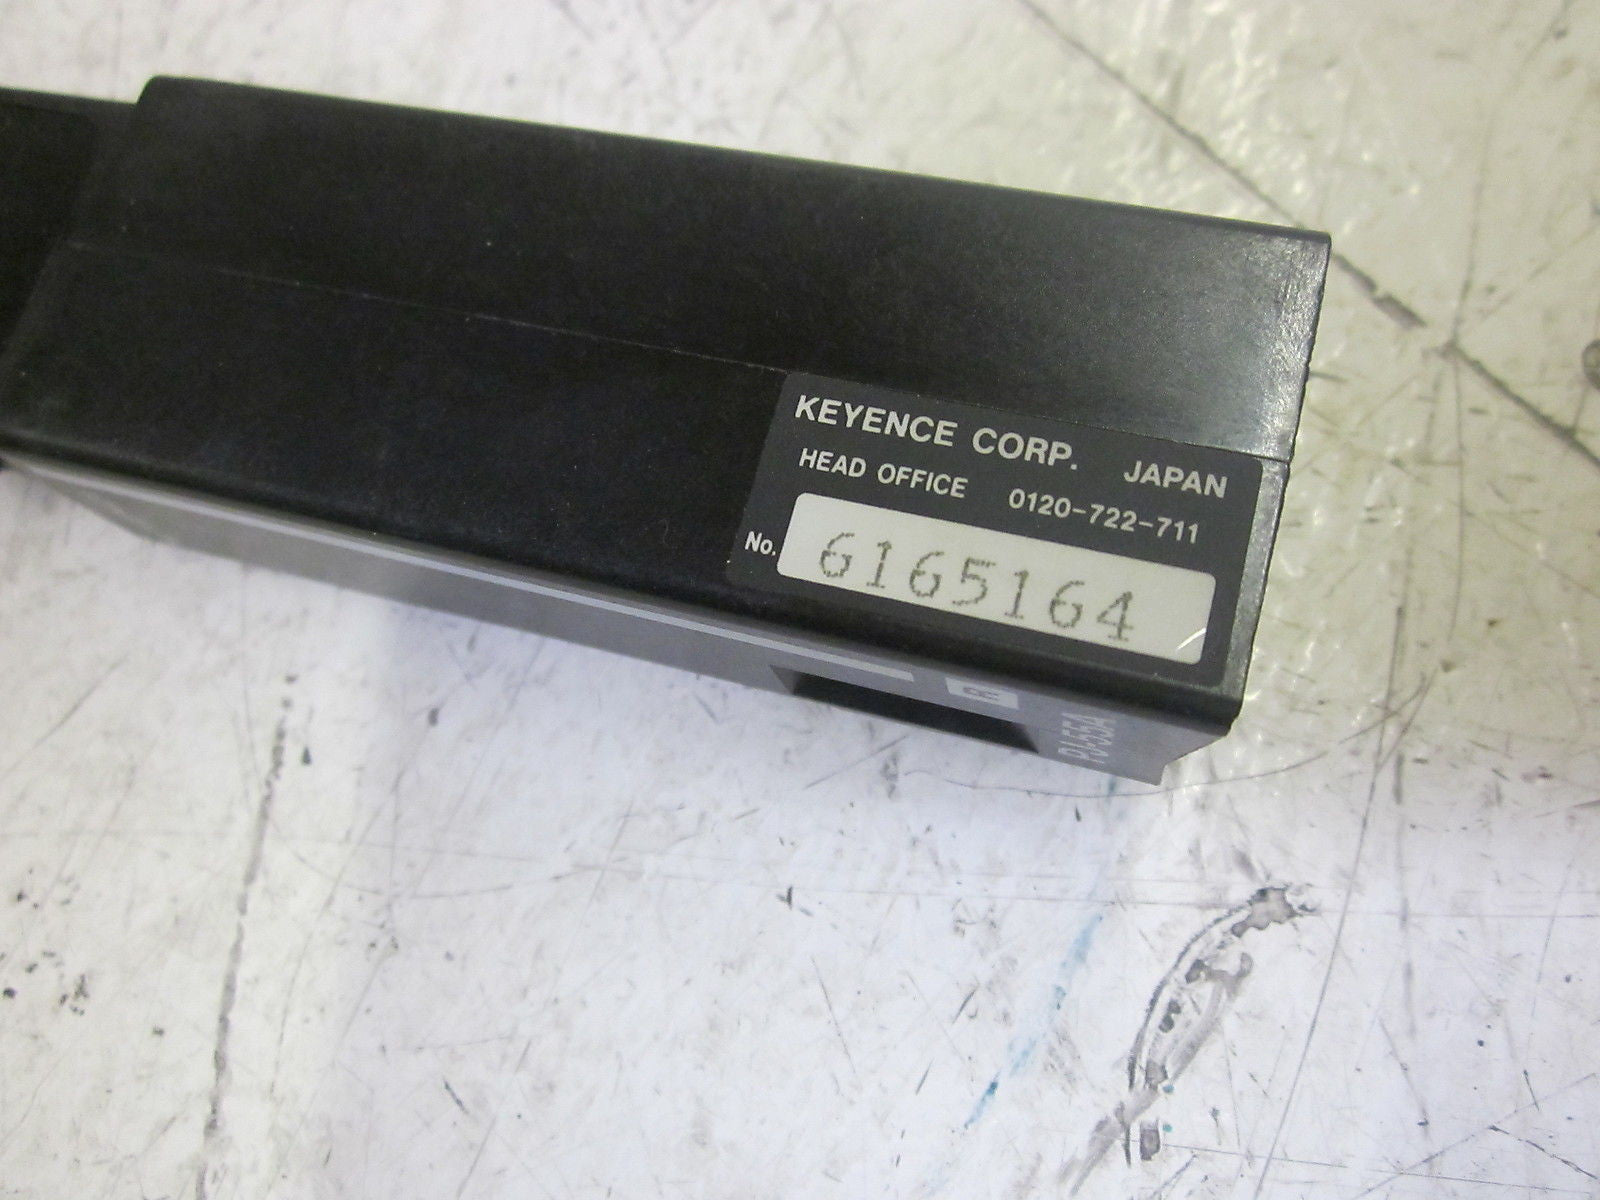 KEYENCE CORP. JAPAN
HEAD OFFICE 0120-722-711
No. 6165164